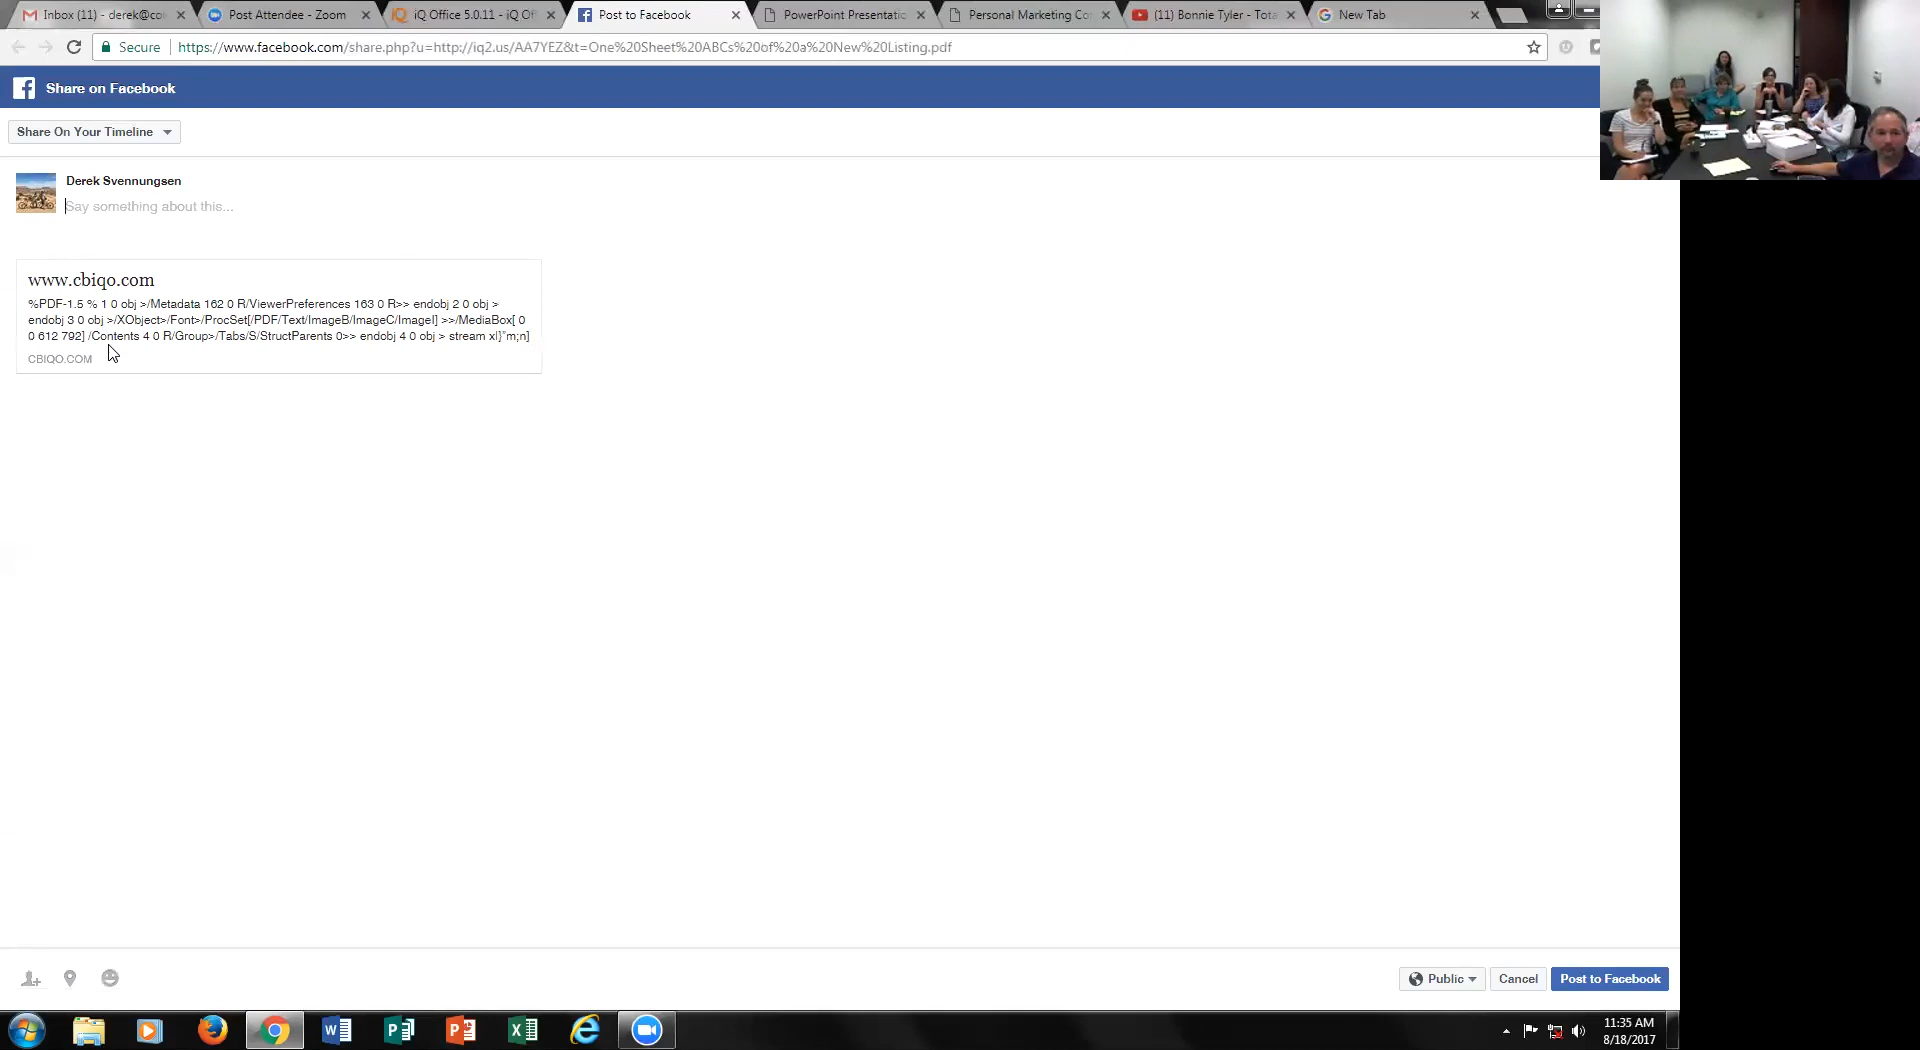 Inbox (11) - derek@co
Post Attendee - Zoom
iQ Office 5.0.11 - iQ Of
Post to Facebook
PowerPoint Presentatio
Personal Marketing Co
(11) Bonnie Tyler - Tota
New Tab
Secure
https://www.facebook.com/share.php?u=http://iq2.us/AA7YEZ&t=One%20Sheet%20ABCs%20of%20a%20New%20Listing.pdf
Share on Facebook
Share On Your Timeline
Derek Svennungsen
Say something about this...
www.cbiqo.com
%PDF-1.5 % 1 0 obj >/Metadata 162 0 R/ViewerPreferences 163 0 R>> endobj 2 0 obj >
endobj 3 0 obj >/XObject>/Font>/ProcSet[/PDF/Text/ImageB/ImageC/ImageI] >>/MediaBox[ 0
0 612 792] /Contents 4 0 R/Group>/Tabs/S/StructParents 0>> endobj 4 0 obj > stream xI}"m;n]
CBIQO.COM
Public
Cancel
Post to Facebook
11:35 AM
8/18/2017